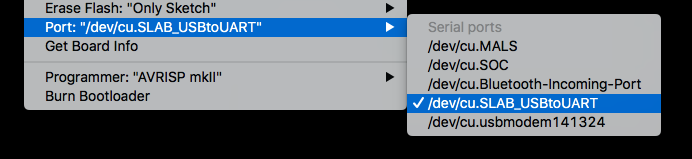 Erase Flash: "Only Sketch"
Port: "/dev/cu.SLAB_USBtoUART"
Get Board Info
Programmer: "AVRISP mkII"
Burn Bootloader
Serial ports
/dev/cu.MALS
/dev/cu.SOC
/dev/cu.Bluetooth-Incoming-Port
/dev/cu.SLAB_USBtoUART
/dev/cu.usbmodem141324